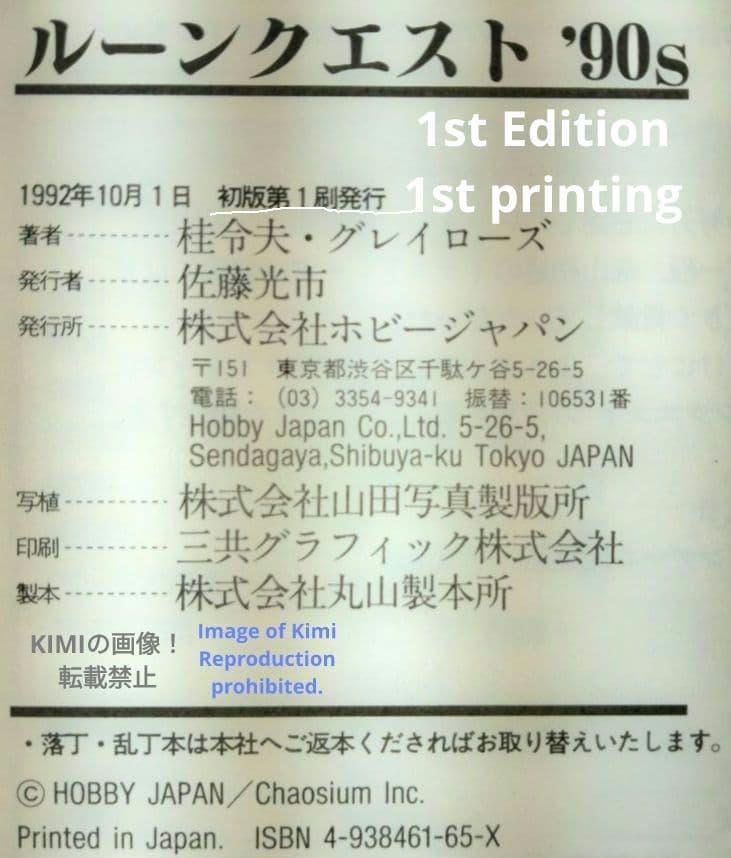 ルーンクエスト '90s
1st Edition
1992年10月1日 初版第1刷発行 1st printing
著者---------- 桂令夫・グレイローズ
発行者-------- 佐藤光市
発行所-------- 株式会社ホビージャパン
〒151 東京都渋谷区千駄ケ谷5-26-5
電話：(03) 3354-9341 振替：106531番
Hobby Japan Co.,Ltd. 5-26-5,
Sendagaya,Shibuya-ku Tokyo JAPAN
写植---------- 株式会社山田写真製版所
印刷---------- 三共グラフィック株式会社
製本---------- 株式会社丸山製本所
KIMIの画像！
転載禁止
Image of Kimi
Reproduction
prohibited.
・落丁・乱丁本は本社へご返本くださればお取り替えいたします。
© HOBBY JAPAN／Chaosium Inc.
Printed in Japan. ISBN 4-938461-65-X